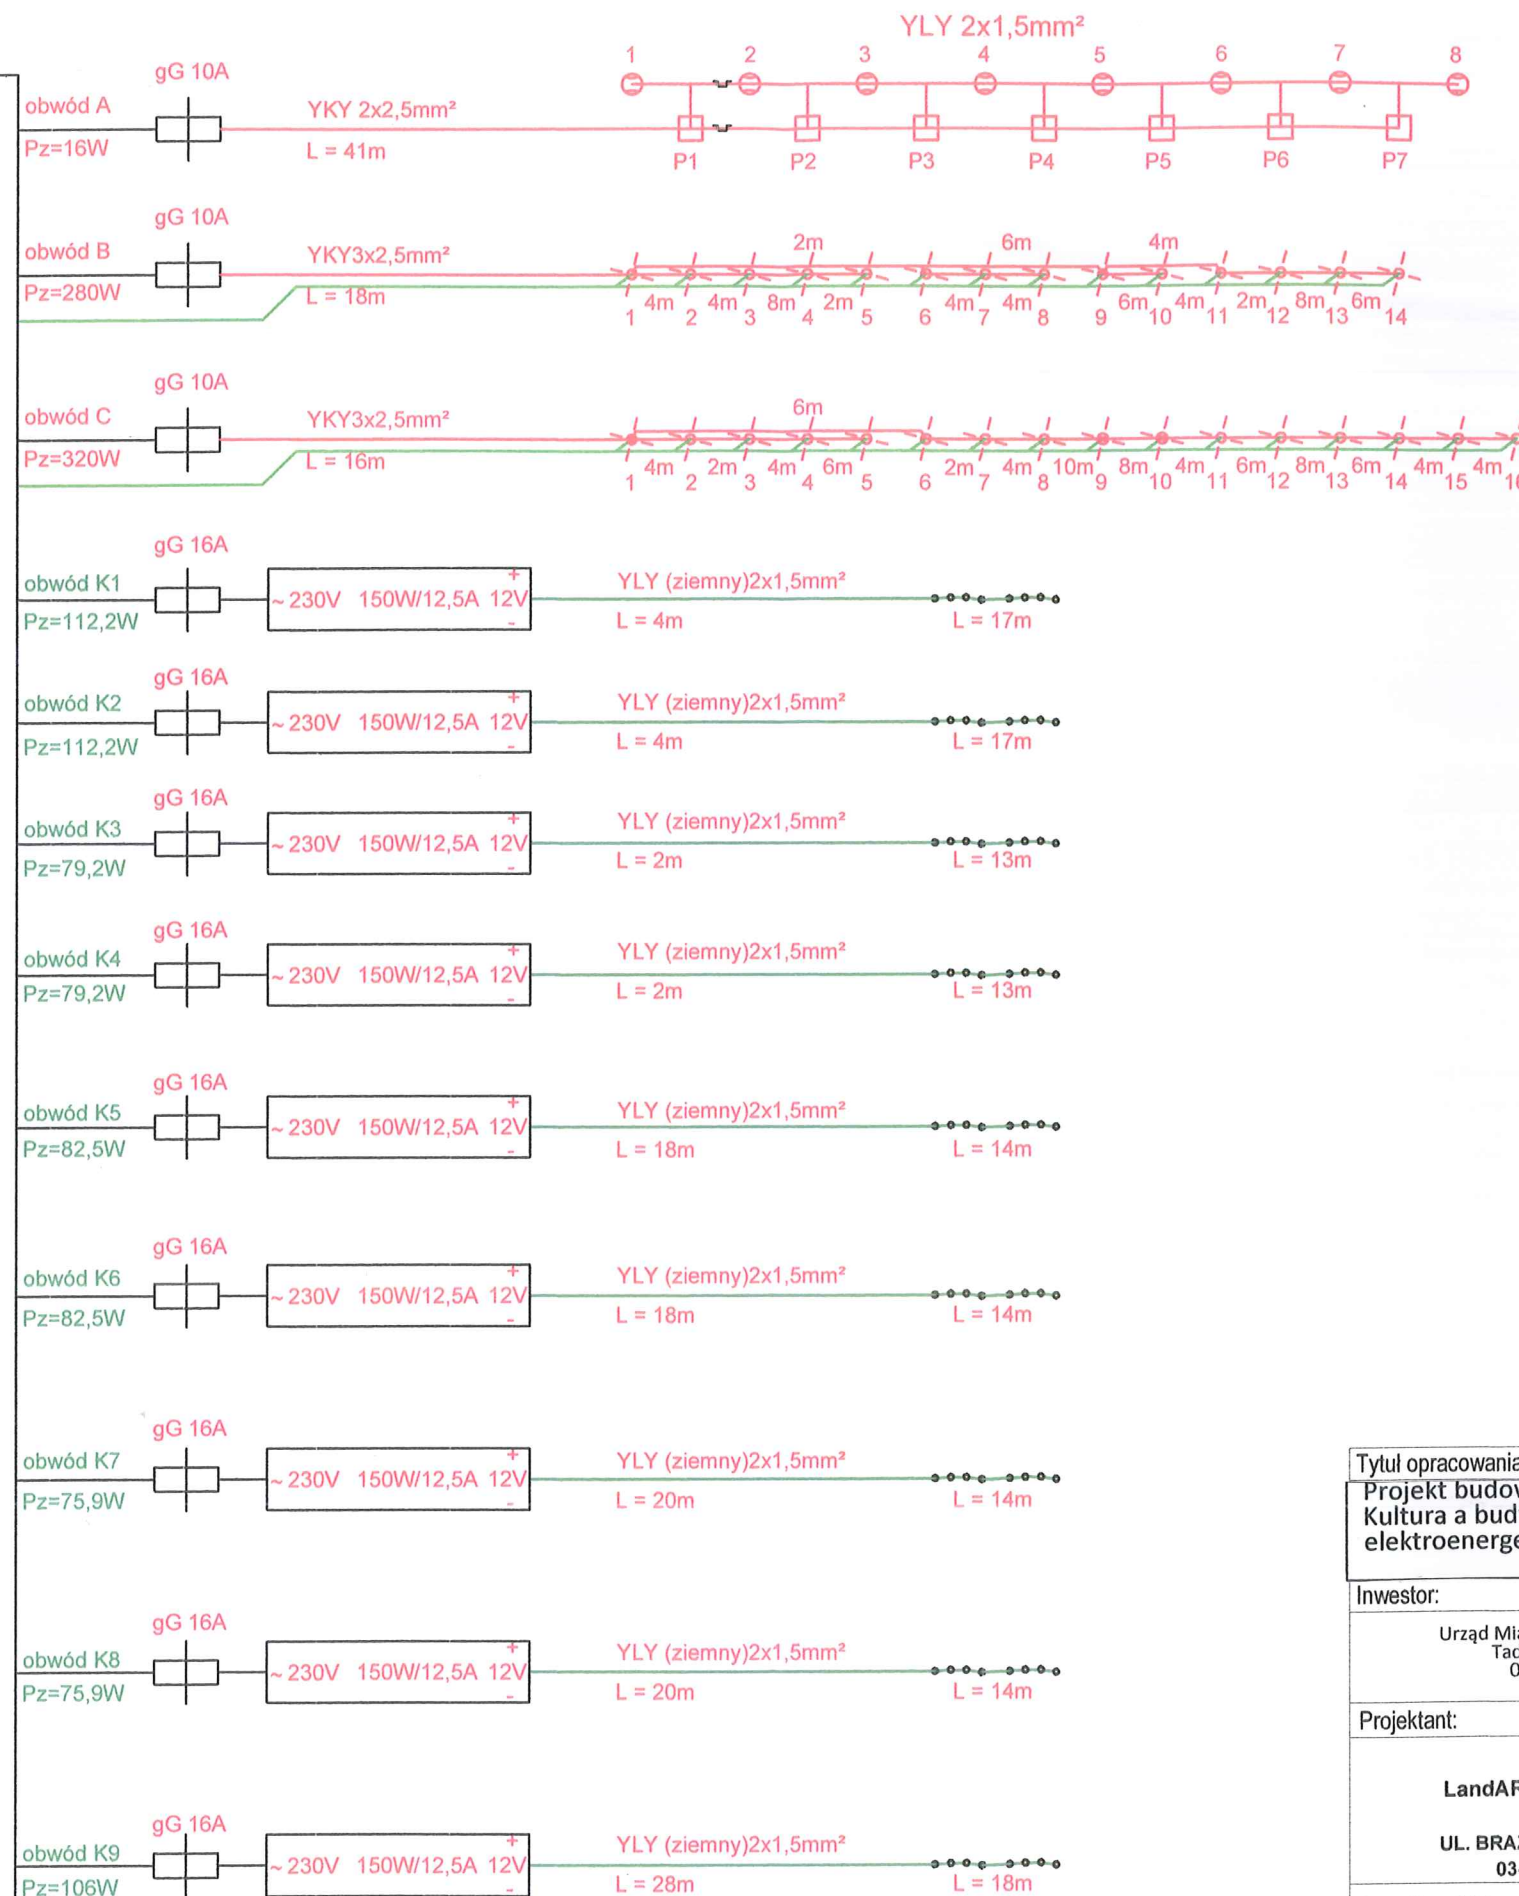 YLY 2x1,5mm²
1 2 3 4 5 6 7 8
gG 10A
obwód A
YKY 2x2,5mm²
Pz=16W
L = 41m
P1 P2 P3 P4 P5 P6 P7
gG 10A
obwód B
YKY3x2,5mm²
2m 6m 4m
Pz=280W
L = 18m
4m 4m 8m 2m 4m 4m 6m 4m 2m 8m 6m
1 2 3 4 5 6 7 8 9 10 11 12 13 14
gG 10A
obwód C
YKY3x2,5mm²
6m
Pz=320W
L = 16m
4m 2m 4m 6m 2m 4m 10m 8m 4m 6m 8m 6m 4m 4m
1 2 3 4 5 6 7 8 9 10 11 12 13 14 15 16
gG 16A
obwód K1
~230V 150W/12,5A 12V
+
-
YLY (ziemny)2x1,5mm²
Pz=112,2W
L = 4m
L = 17m
gG 16A
obwód K2
~230V 150W/12,5A 12V
+
-
YLY (ziemny)2x1,5mm²
Pz=112,2W
L = 4m
L = 17m
gG 16A
obwód K3
~230V 150W/12,5A 12V
+
-
YLY (ziemny)2x1,5mm²
Pz=79,2W
L = 2m
L = 13m
gG 16A
obwód K4
~230V 150W/12,5A 12V
+
-
YLY (ziemny)2x1,5mm²
Pz=79,2W
L = 2m
L = 13m
gG 16A
obwód K5
~230V 150W/12,5A 12V
+
-
YLY (ziemny)2x1,5mm²
Pz=82,5W
L = 18m
L = 14m
gG 16A
obwód K6
~230V 150W/12,5A 12V
+
-
YLY (ziemny)2x1,5mm²
Pz=82,5W
L = 18m
L = 14m
gG 16A
obwód K7
~230V 150W/12,5A 12V
+
-
YLY (ziemny)2x1,5mm²
Pz=75,9W
L = 20m
L = 14m
gG 16A
obwód K8
~230V 150W/12,5A 12V
+
-
YLY (ziemny)2x1,5mm²
Pz=75,9W
L = 20m
L = 14m
gG 16A
obwód K9
~230V 150W/12,5A 12V
+
-
YLY (ziemny)2x1,5mm²
Pz=106W
L = 28m
L = 18m
Tytuł opracowania
Projekt budow
Kultura a bud
elektroenerge
Inwestor:
Urząd Mia
Tad
0
Projektant:
LandAR
UL. BRAZ
03-